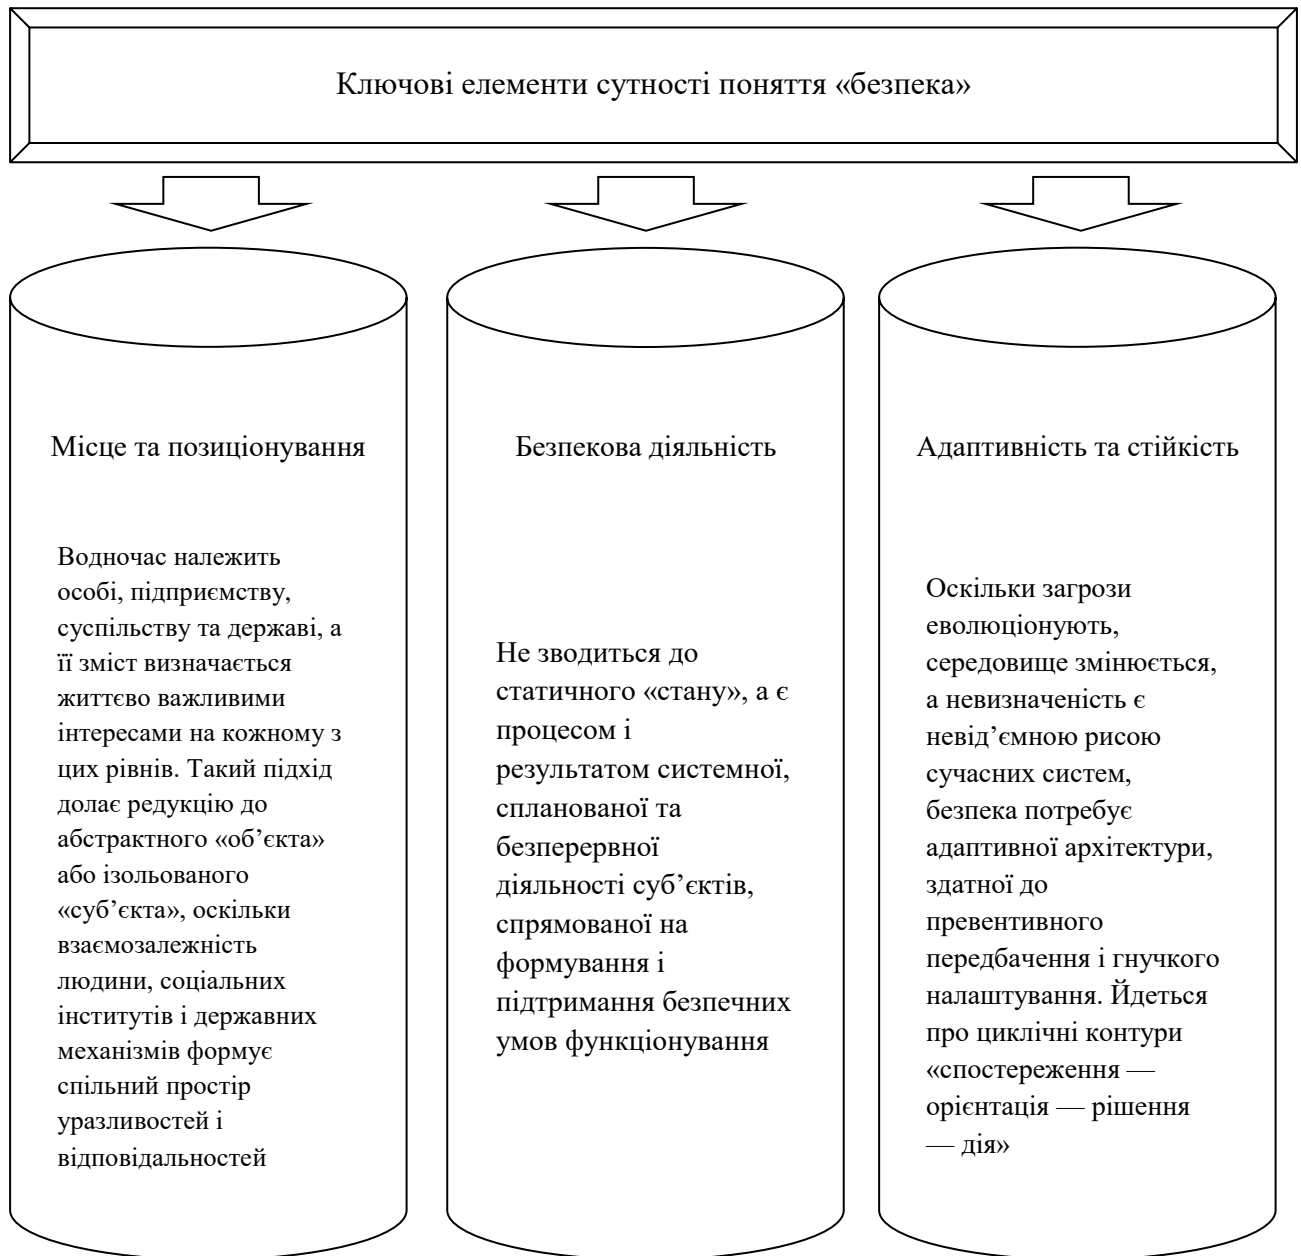 Ключові елементи сутності поняття «безпека»
Місце та позиціонування
Водночас належить
особі, підприємству,
суспільству та державі, а
її зміст визначається
життєво важливими
інтересами на кожному з
цих рівнів. Такий підхід
долає редукцію до
абстрактного «об’єкта»
або ізольованого
«суб’єкта», оскільки
взаємозалежність
людини, соціальних
інститутів і державних
механізмів формує
спільний простір
уразливостей і
відповідальностей
Безпекова діяльність
Не зводиться до
статичного «стану», а є
процесом і
результатом системної,
спланованої та
безперервної
діяльності суб’єктів,
спрямованої на
формування і
підтримання безпечних
умов функціонування
Адаптивність та стійкість
Оскільки загрози
еволюціонують,
середовище змінюється,
а невизначеність є
невід’ємною рисою
сучасних систем,
безпека потребує
адаптивної архітектури,
здатної до
превентивного
передбачення і гнучкого
налаштування. Йдеться
про циклічні контури
«спостереження —
орієнтація — рішення
— дія»